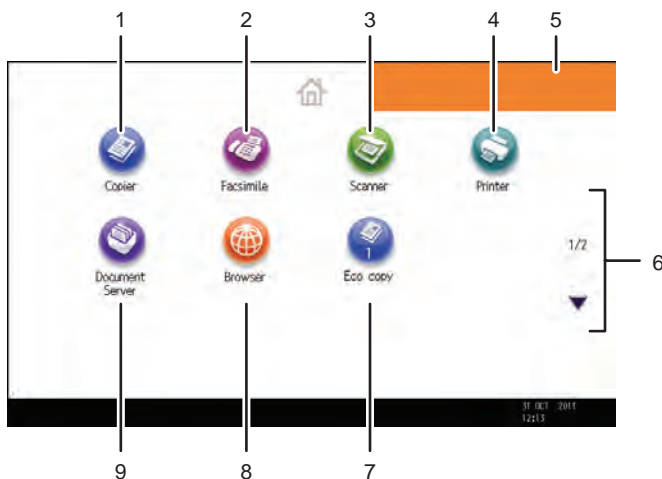 1 2 3 4 5
Copier Facsimile Scanner Printer
1/2
6
1
Document Server Browser Eco copy
31 OCT 2011
12:13
9 8 7